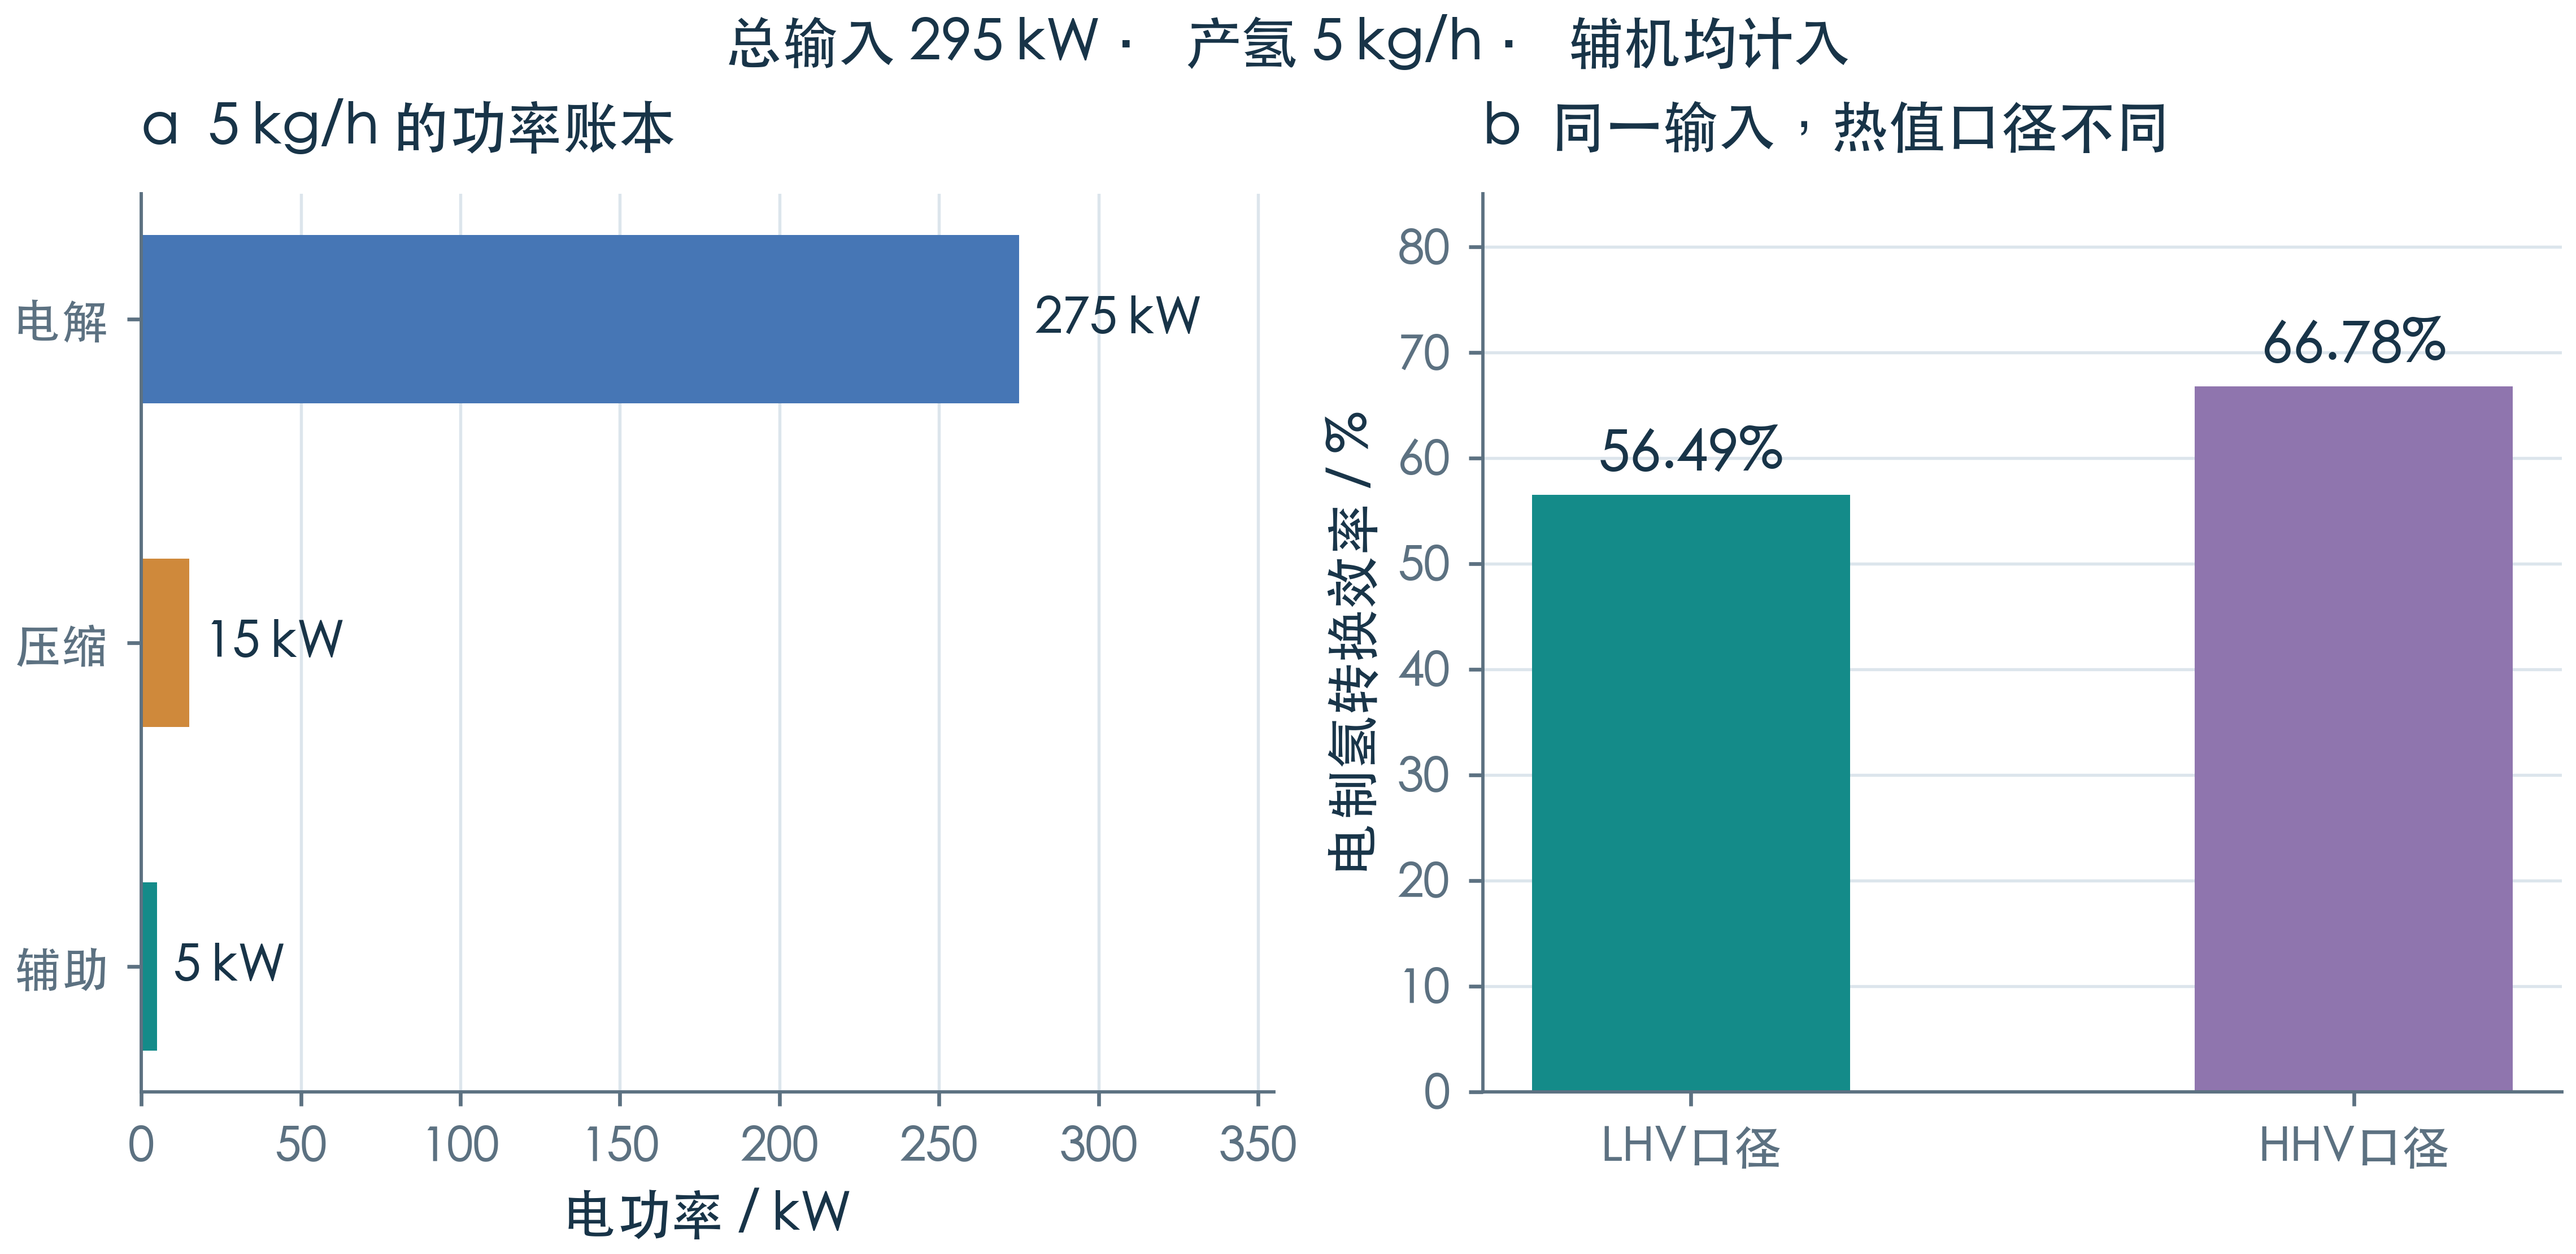 总输入 295 kW · 产氢 5 kg/h · 辅机均计入
a 5 kg/h 的功率账本
电解
275 kW
压缩
15 kW
辅助
5 kW
0 50 100 150 200 250 300 350
电功率 / kW
b 同一输入，热值口径不同
电制氢转换效率 / %
80
70
60
50
40
30
20
10
0
56.49%
66.78%
LHV口径
HHV口径